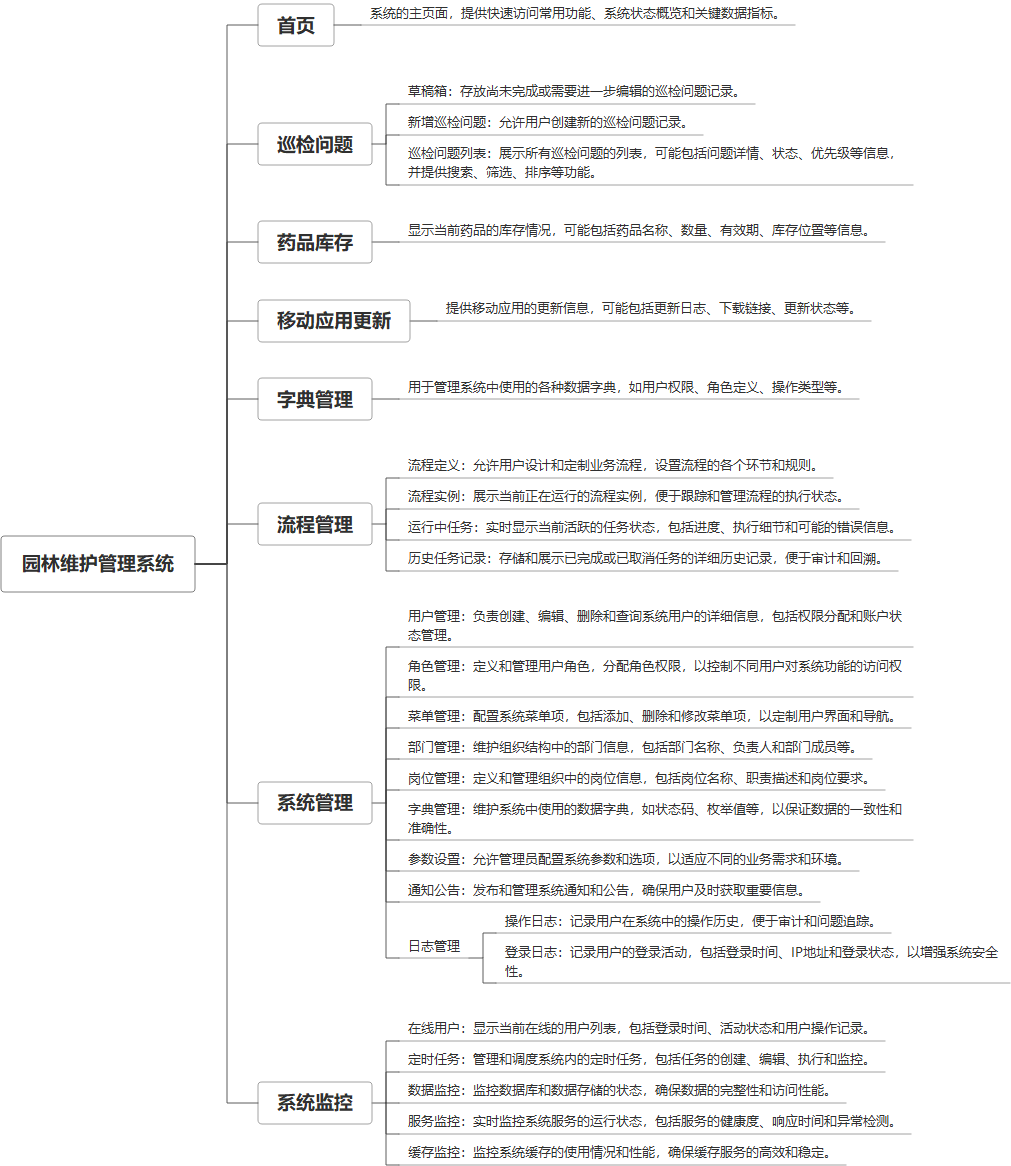 首页
系统的主页面，提供快速访问常用功能、系统状态概览和关键数据指标。
巡检问题
草稿箱：存放尚未完成或需要进一步编辑的巡检问题记录。
新增巡检问题：允许用户创建新的巡检问题记录。
巡检问题列表：展示所有巡检问题的列表，可能包括问题详情、状态、优先级等信息，
并提供搜索、筛选、排序等功能。
药品库存
显示当前药品的库存情况，可能包括药品名称、数量、有效期、库存位置等信息。
移动应用更新
提供移动应用的更新信息，可能包括更新日志、下载链接、更新状态等。
字典管理
用于管理系统中使用的各种数据字典，如用户权限、角色定义、操作类型等。
园林维护管理系统
流程管理
流程定义：允许用户设计和定制业务流程，设置流程的各个环节和规则。
流程实例：展示当前正在运行的流程实例，便于跟踪和管理流程的执行状态。
运行中任务：实时显示当前活跃的任务状态，包括进度、执行细节和可能的错误信息。
历史任务记录：存储和展示已完成或已取消任务的详细历史记录，便于审计和回溯。
系统管理
用户管理：负责创建、编辑、删除和查询系统用户的详细信息，包括权限分配和账户状
态管理。
角色管理：定义和管理用户角色，分配角色权限，以控制不同用户对系统功能的访问权
限。
菜单管理：配置系统菜单项，包括添加、删除和修改菜单项，以定制用户界面和导航。
部门管理：维护组织结构中的部门信息，包括部门名称、负责人和部门成员等。
岗位管理：定义和管理组织中的岗位信息，包括岗位名称、职责描述和岗位要求。
字典管理：维护系统中使用的数据字典，如状态码、枚举值等，以保证数据的一致性和
准确性。
参数设置：允许管理员配置系统参数和选项，以适应不同的业务需求和环境。
通知公告：发布和管理系统通知和公告，确保用户及时获取重要信息。
日志管理
操作日志：记录用户在系统中的操作历史，便于审计和问题追踪。
登录日志：记录用户的登录活动，包括登录时间、IP地址和登录状态，以增强系统安全
性。
系统监控
在线用户：显示当前在线的用户列表，包括登录时间、活动状态和用户操作记录。
定时任务：管理和调度系统内的定时任务，包括任务的创建、编辑、执行和监控。
数据监控：监控数据库和数据存储的状态，确保数据的完整性和访问性能。
服务监控：实时监控系统服务的运行状态，包括服务的健康度、响应时间和异常检测。
缓存监控：监控系统缓存的使用情况和性能，确保缓存服务的高效和稳定。